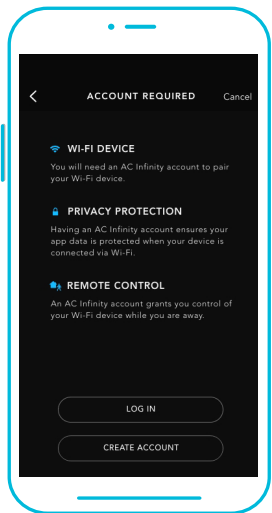 ACCOUNT REQUIRED Cancel
WI-FI DEVICE
You will need an AC Infinity account to pair
your Wi-Fi device.
PRIVACY PROTECTION
Having an AC Infinity account ensures your
app data is protected when your device is
connected via Wi-Fi.
REMOTE CONTROL
An AC Infinity account grants you control of
your Wi-Fi device while you are away.
LOG IN
CREATE ACCOUNT